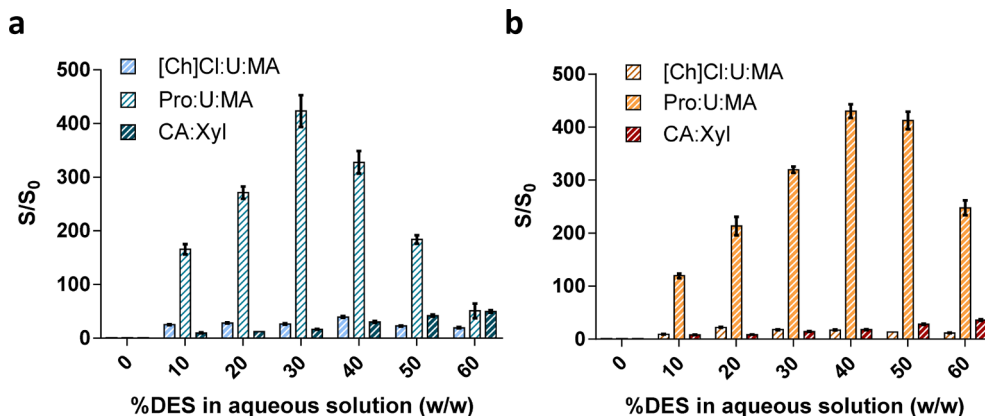 a
500
400
300
200
100
0
S/S0
[Ch]Cl:U:MA
Pro:U:MA
CA:Xyl
0 10 20 30 40 50 60
%DES in aqueous solution (w/w)
b
500
400
300
200
100
0
S/S0
[Ch]Cl:U:MA
Pro:U:MA
CA:Xyl
0 10 20 30 40 50 60
%DES in aqueous solution (w/w)